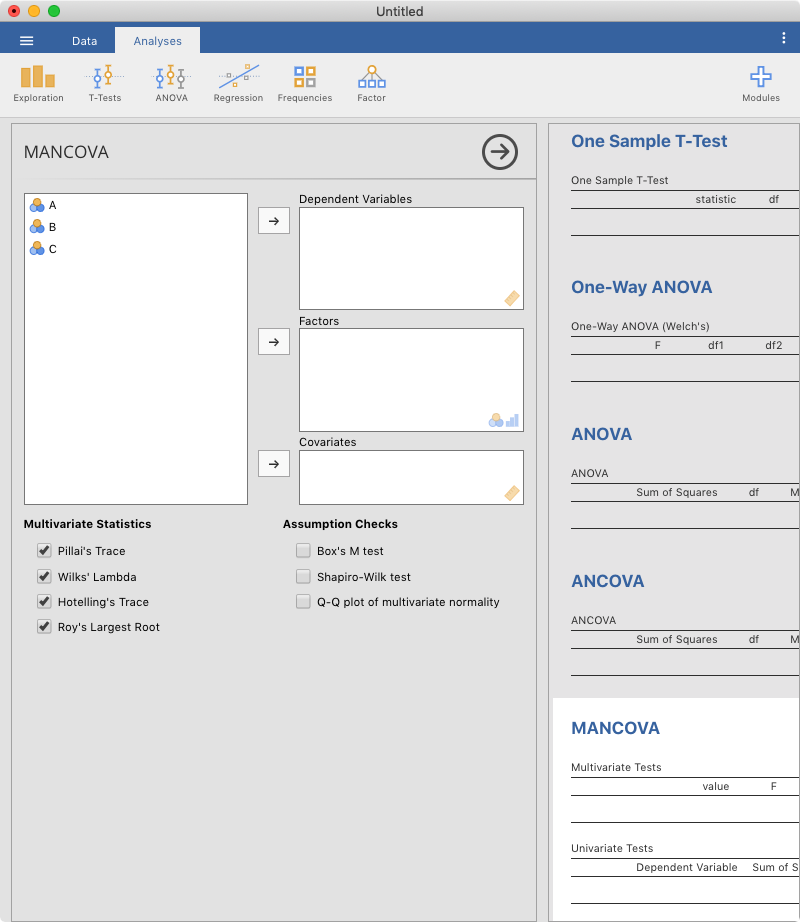 Untitled
Data
Analyses
Exploration
T-Tests
ANOVA
Regression
Frequencies
Factor
Modules
MANCOVA
A
B
C
Dependent Variables
Factors
Covariates
Multivariate Statistics
Pillai's Trace
Wilks' Lambda
Hotelling's Trace
Roy's Largest Root
Assumption Checks
Box's M test
Shapiro-Wilk test
Q-Q plot of multivariate normality
One Sample T-Test
One Sample T-Test
statistic df
One-Way ANOVA
One-Way ANOVA (Welch's)
F df1 df2
ANOVA
ANOVA
Sum of Squares df M
ANCOVA
ANCOVA
Sum of Squares df M
MANCOVA
Multivariate Tests
value F
Univariate Tests
Dependent Variable Sum of S